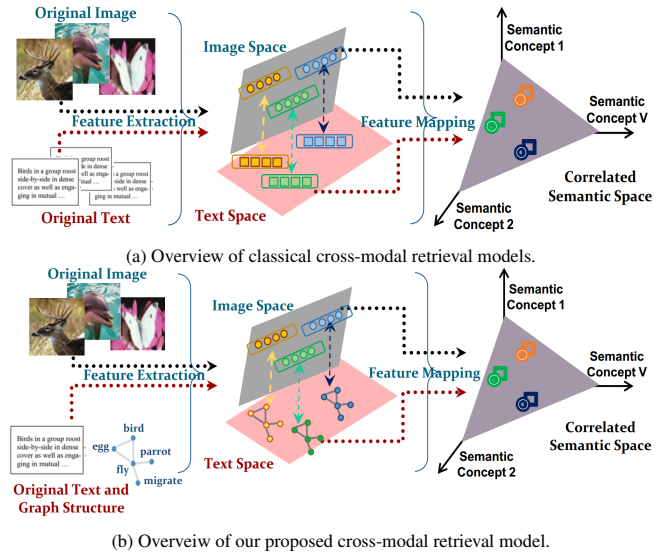 Original Image
Image Space
Feature Extraction
Birds in a group roost
side-by-side in dense
cover as well as enga-
ging in mutual ...
Original Text
Text Space
Feature Mapping
Semantic
Concept 1
Semantic
Concept V
Correlated
Semantic Space
Semantic
Concept 2
(a) Overview of classical cross-modal retrieval models.
Original Image
Image Space
Feature Extraction
Birds in a group roost
side-by-side in dense
cover as well as enga-
ging in mutual ...
bird
egg
parrot
fly
migrate
Original Text and
Graph Structure
Text Space
Feature Mapping
Semantic
Concept 1
Semantic
Concept V
Correlated
Semantic Space
Semantic
Concept 2
(b) Overveiw of our proposed cross-modal retrieval model.